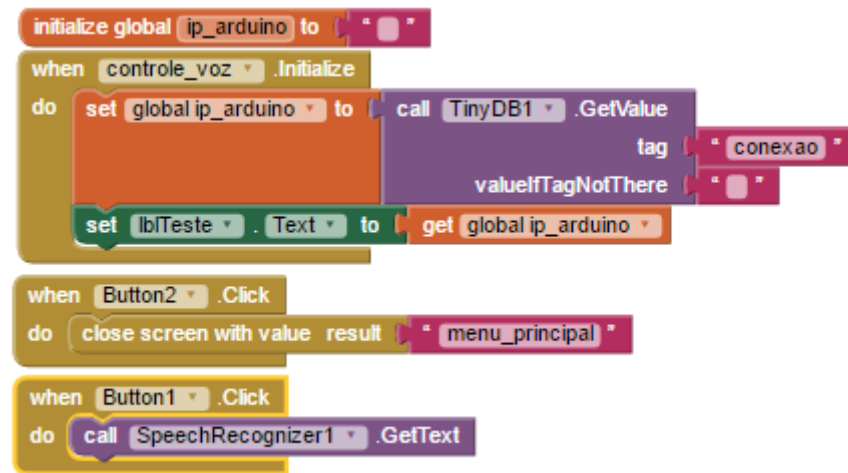 initialize global ip_arduino to " "
when controle_voz .Initialize
do set global ip_arduino to call TinyDB1 .GetValue
tag " conexao "
valueIfTagNotThere " "
set lblTeste . Text to get global ip_arduino
when Button2 .Click
do close screen with value result " menu_principal "
when Button1 .Click
do call SpeechRecognizer1 .GetText